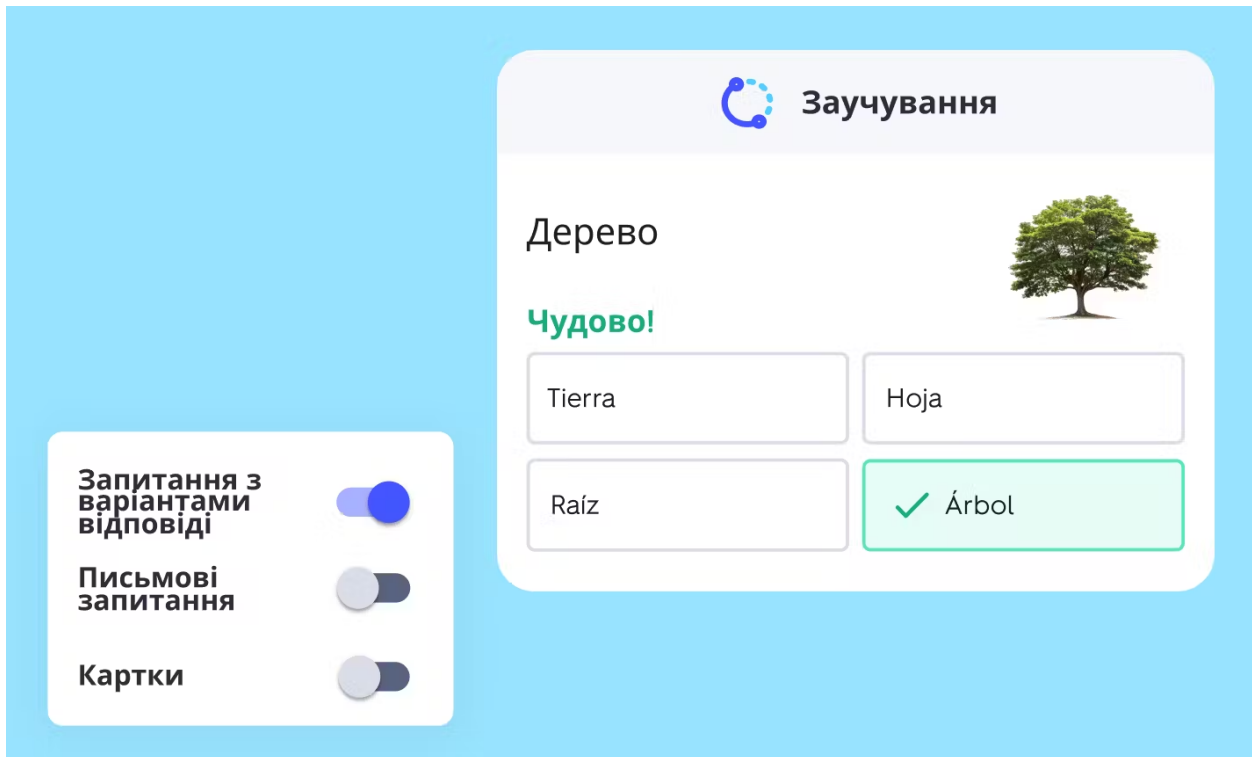 Заучування
Дерево
Чудово!
Tierra
Hoja
Raíz
Árbol
Запитання з
варіантами
відповіді
Письмові
запитання
Картки